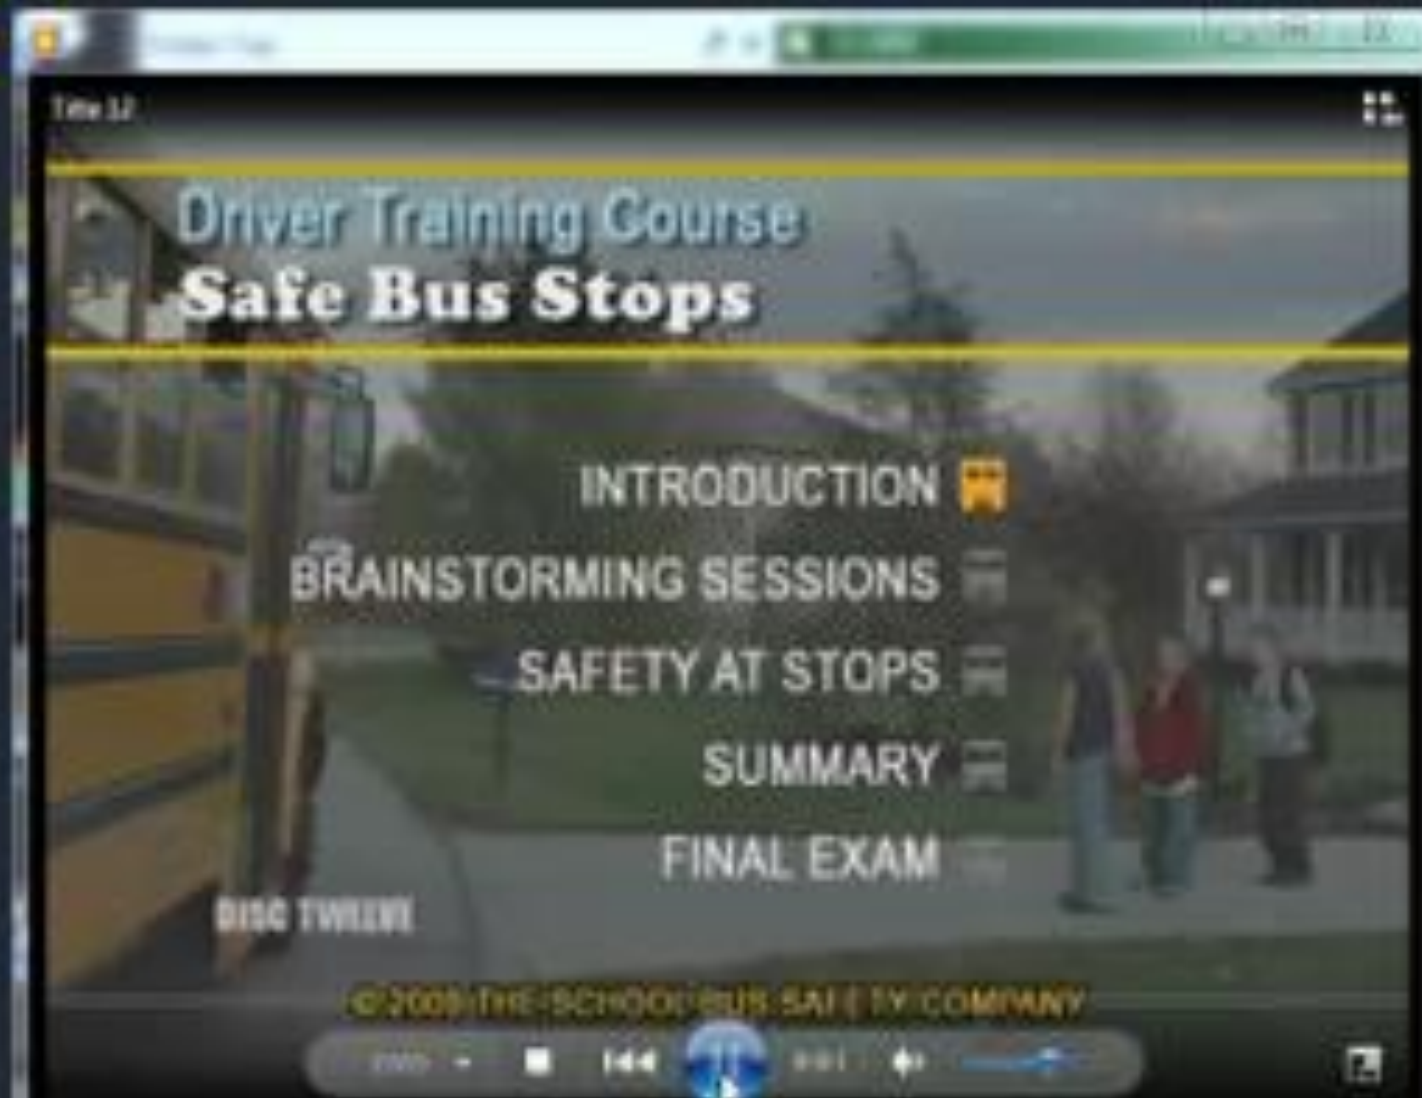 Title 12
Driver Training Course
Safe Bus Stops
INTRODUCTION
BRAINSTORMING SESSIONS
SAFETY AT STOPS
SUMMARY
FINAL EXAM
DISC TWELVE
THE SCHOOL BUS SAFETY COMPANY